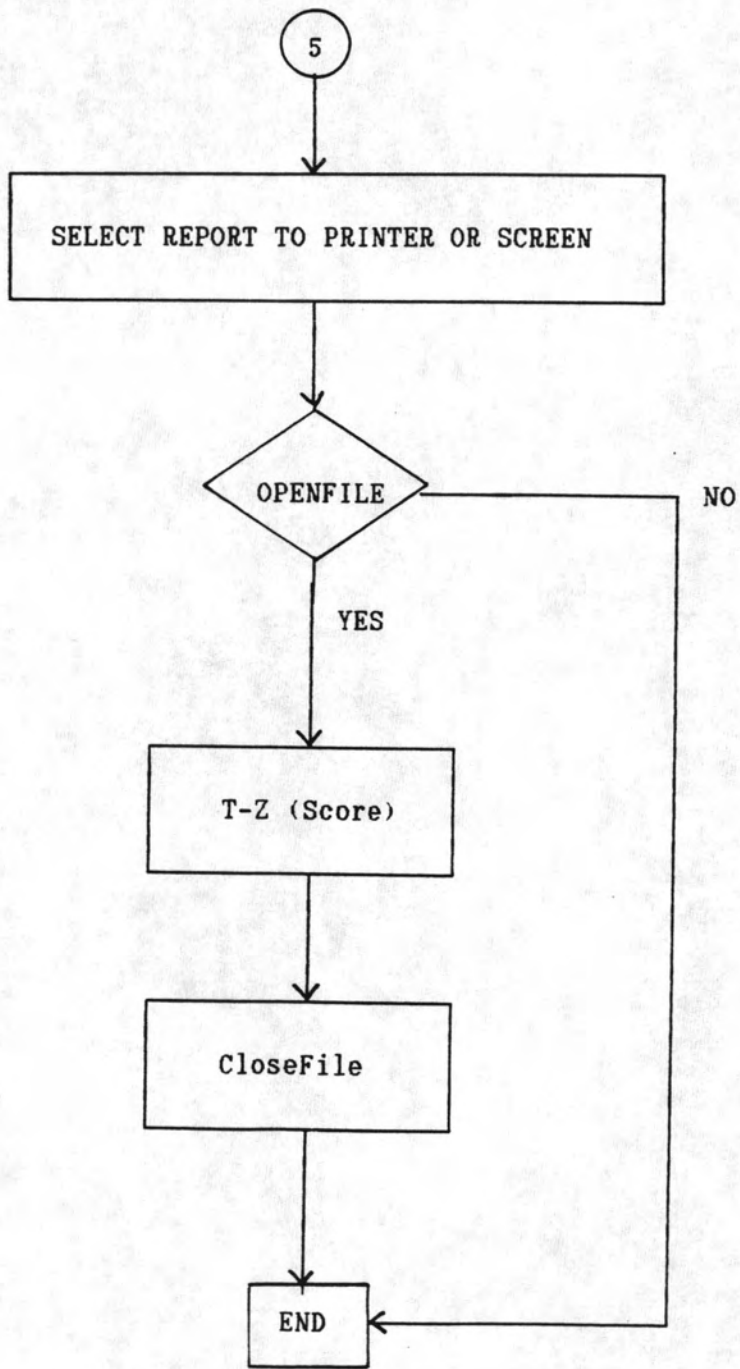 5
SELECT REPORT TO PRINTER OR SCREEN
OPENFILE
NO
YES
T-Z (Score)
CloseFile
END